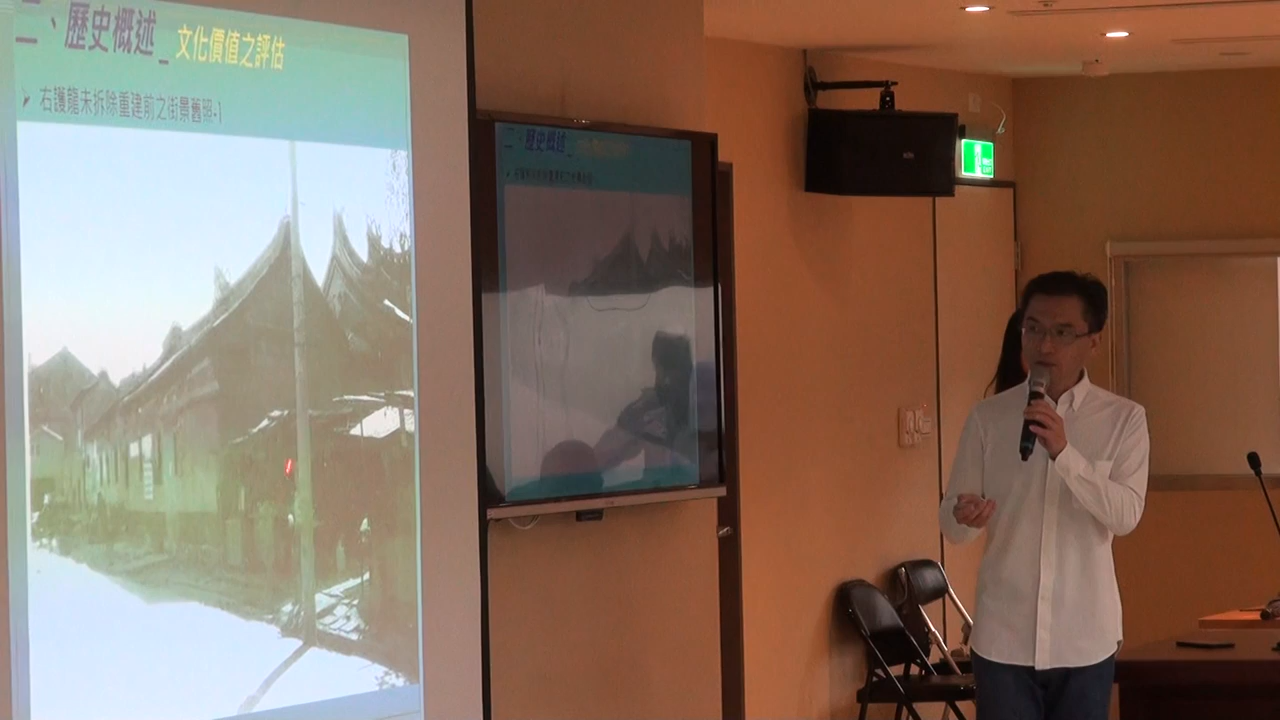 二、歷史概述_文化價值之評估
➢ 右護龍未拆除重建前之街景舊照-1
二、歷史概述_